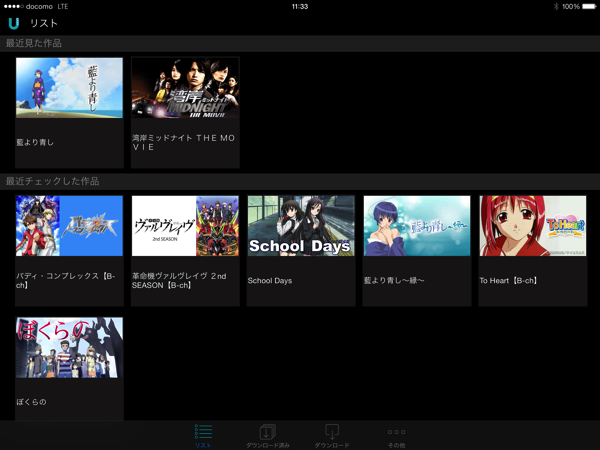 docomo LTE 11:33 100%
U リスト
最近見た作品
藍より青し
湾岸ミッドナイト
MIDNIGHT
THE MOVIE
藍より青し
湾岸ミッドナイト ＴＨＥ ＭＯ
ＶＩＥ
最近チェックした作品
革命機
ヴァルヴレイヴ
2nd SEASON
School Days
藍より青し～縁～
To Heart
バディ・コンプレックス【B-
ch】
革命機ヴァルヴレイヴ ２nd
SEASON【B-ch】
School Days
藍より青し～縁～
To Heart【B-ch】
ぼくらの
ぼくらの
リスト
ダウンロード済み
ダウンロード
その他